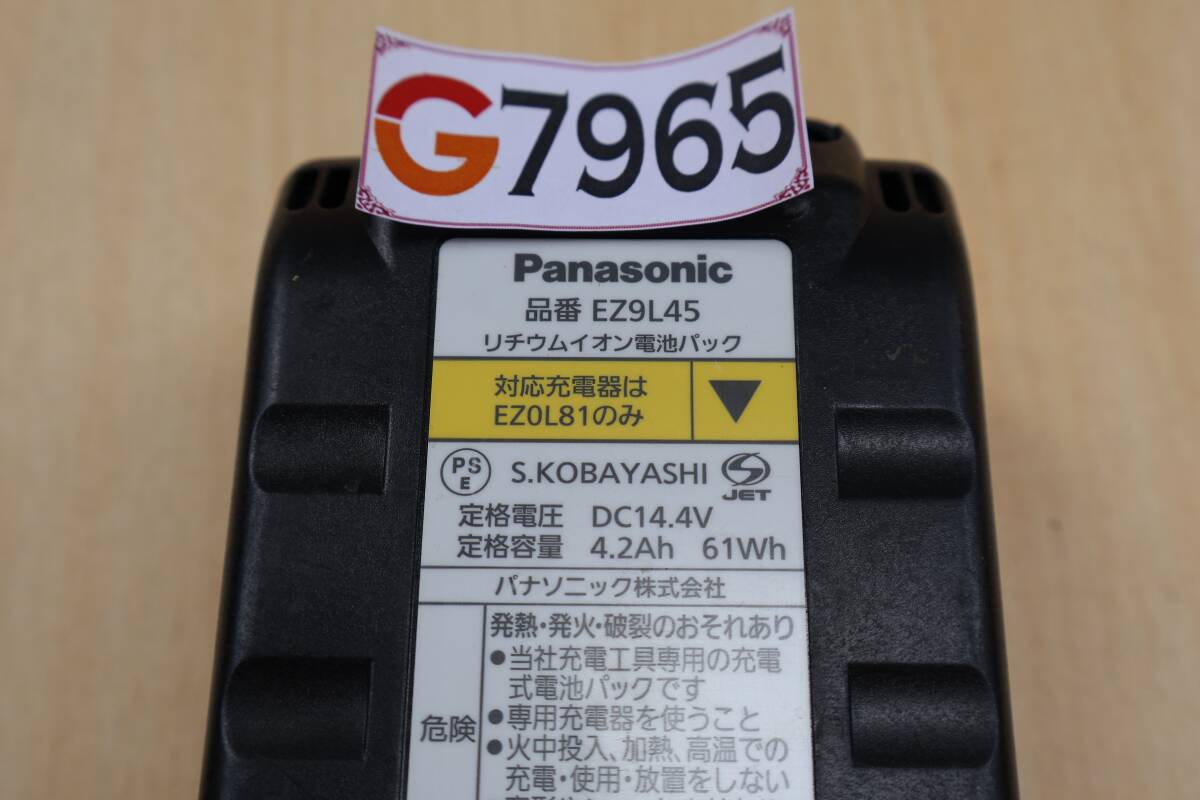 G7965
Panasonic
品番 EZ9L45
リチウムイオン電池パック
対応充電器は
EZ0L81のみ
PS
E
S.KOBAYASHI
JET
定格電圧 DC14.4V
定格容量 4.2Ah 61Wh
パナソニック株式会社
危険
発熱・発火・破裂のおそれあり
●当社充電工具専用の充電
式電池パックです
●専用充電器を使うこと
●火中投入、加熱、高温での
充電・使用・放置をしない